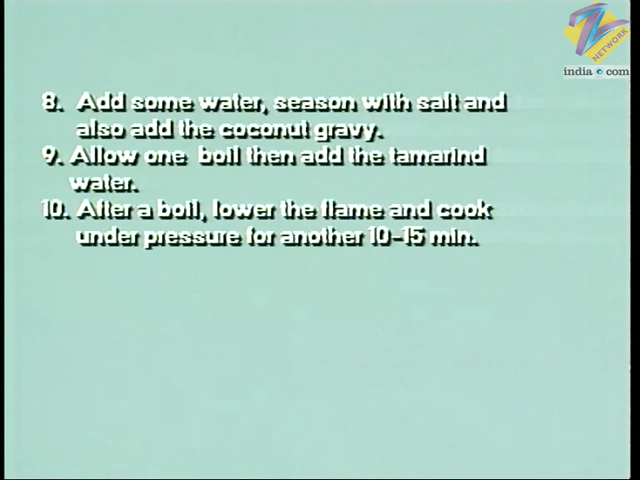 Z
NETWORK
india.com
8. Add some water, season with salt and
also add the coconut gravy.
9. Allow one boil then add the tamarind
water.
10. After a boil, lower the flame and cook
under pressure for another 10-15 min.